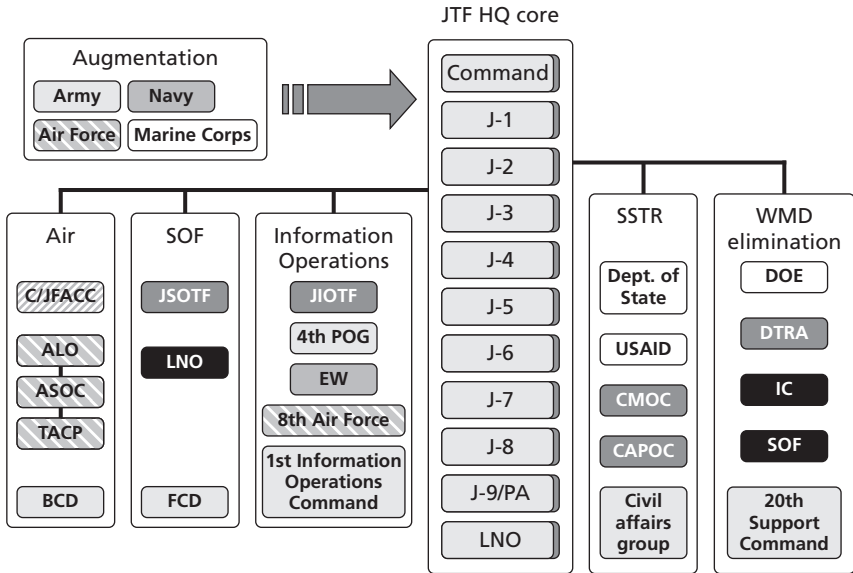 JTF HQ core
Augmentation
Army
Navy
Air Force
Marine Corps
Command
J-1
J-2
J-3
J-4
J-5
J-6
J-7
J-8
J-9/PA
LNO
Air
C/JFACC
ALO
ASOC
TACP
BCD
SOF
JSOTF
LNO
FCD
Information
Operations
JIOTF
4th POG
EW
8th Air Force
1st Information
Operations
Command
SSTR
Dept. of
State
USAID
CMOC
CAPOC
Civil
affairs
group
WMD
elimination
DOE
DTRA
IC
SOF
20th
Support
Command